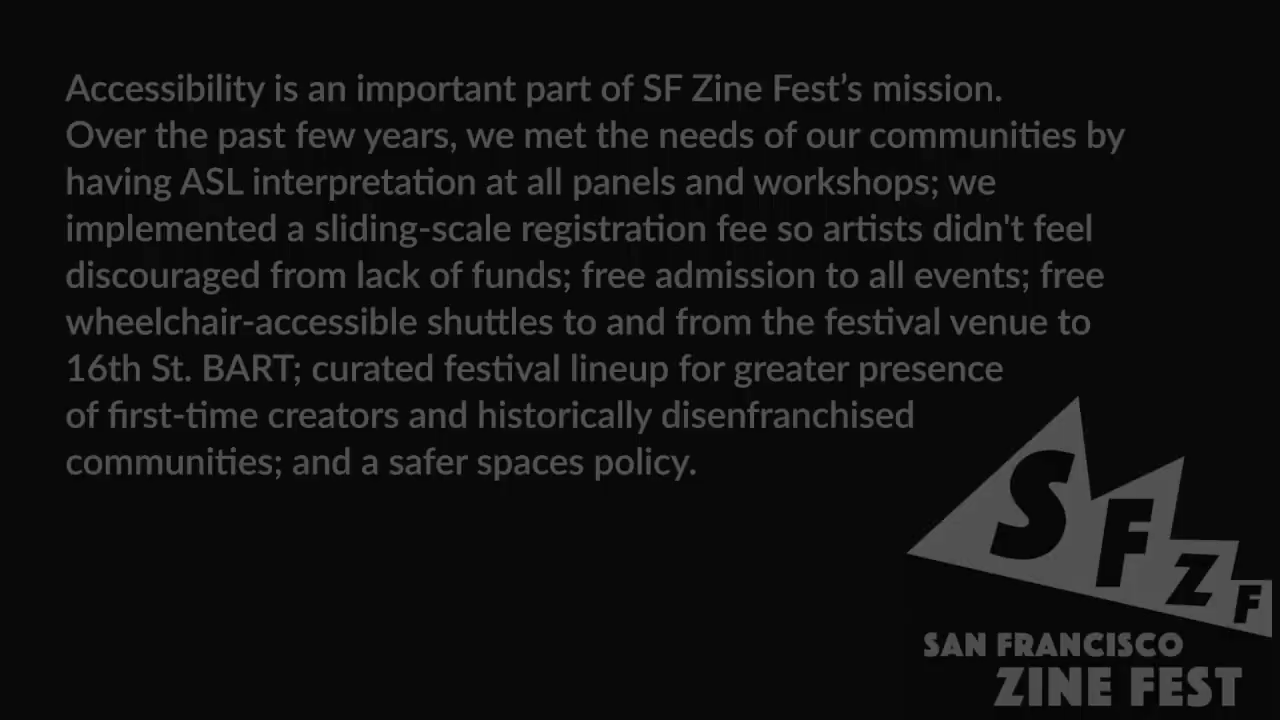 Accessibility is an important part of SF Zine Fest’s mission.
Over the past few years, we met the needs of our communities by
having ASL interpretation at all panels and workshops; we
implemented a sliding-scale registration fee so artists didn't feel
discouraged from lack of funds; free admission to all events; free
wheelchair-accessible shuttles to and from the festival venue to
16th St. BART; curated festival lineup for greater presence
of first-time creators and historically disenfranchised
communities; and a safer spaces policy.
SFZF
SAN FRANCISCO
ZINE FEST